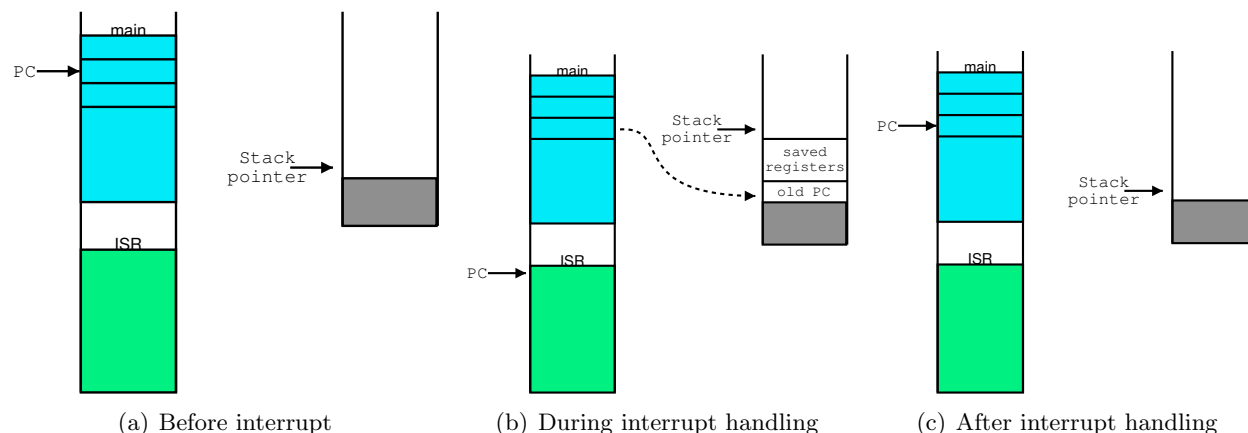 main
PC
Stack
pointer
ISR
(a) Before interrupt
main
Stack
pointer
saved
registers
old PC
PC
ISR
(b) During interrupt handling
main
PC
Stack
pointer
ISR
(c) After interrupt handling